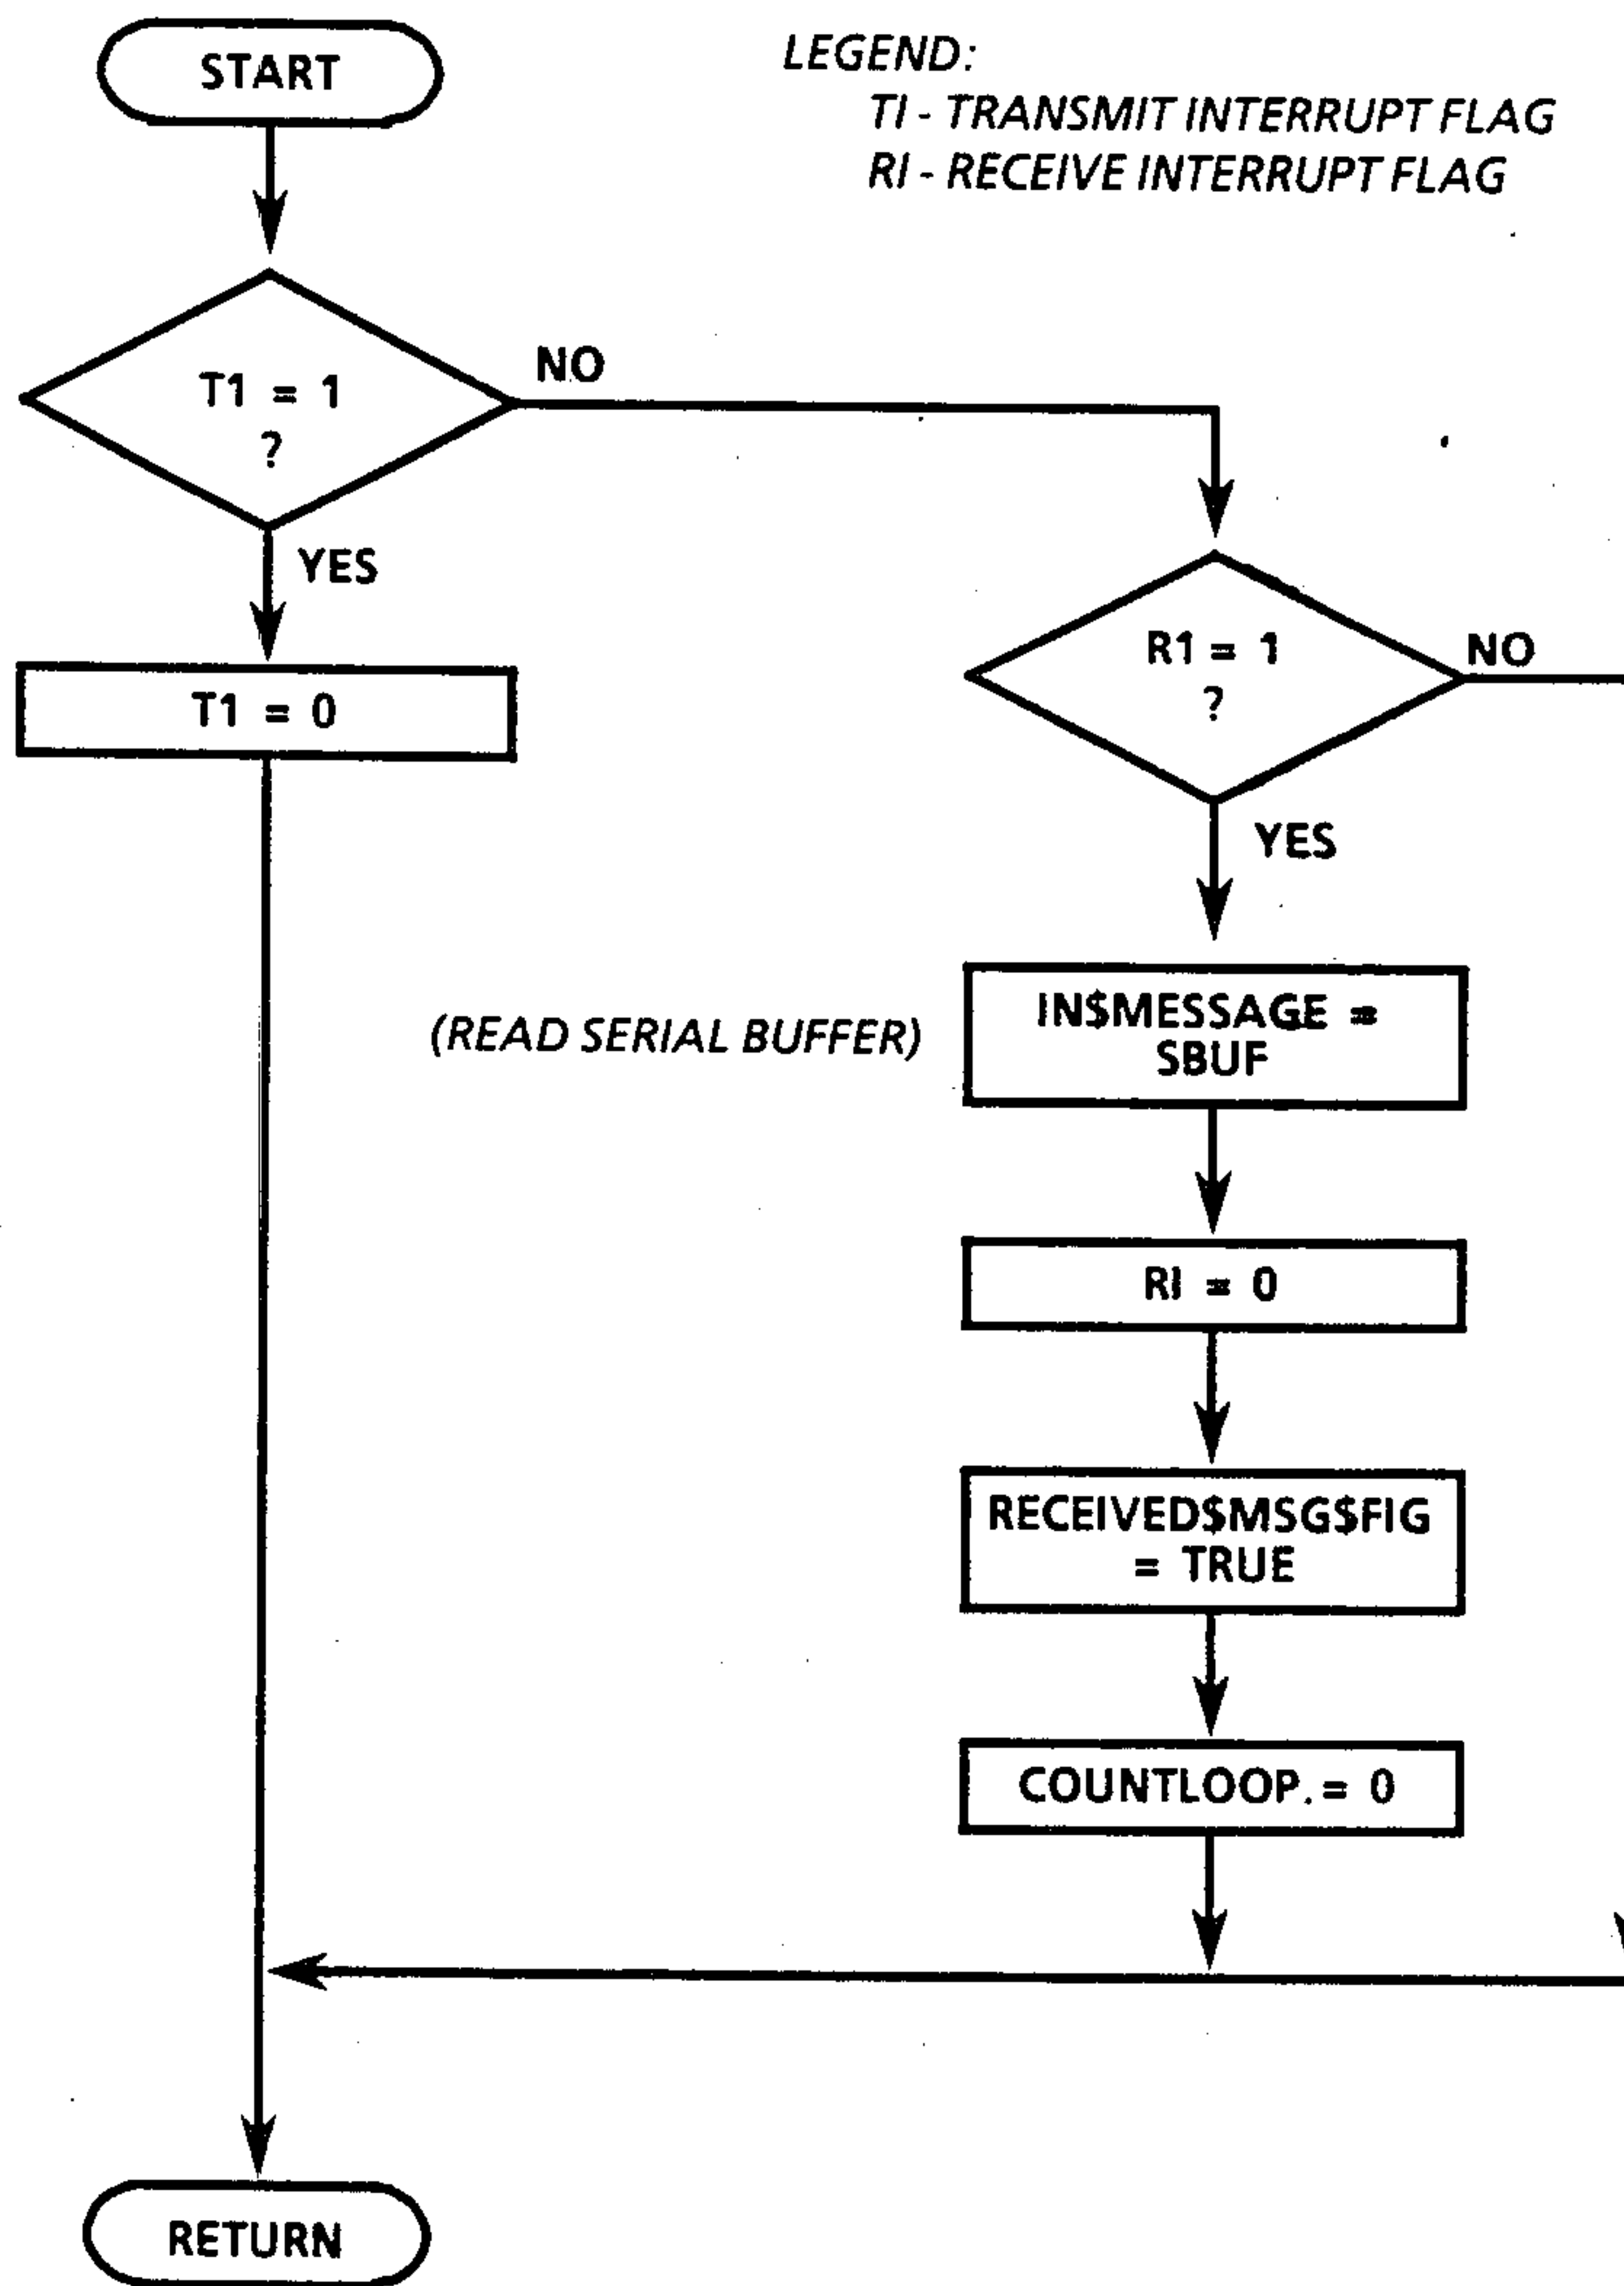 START
LEGEND:
TI - TRANSMIT INTERRUPT FLAG
RI - RECEIVE INTERRUPT FLAG
T1 = 1
?
NO
YES
T1 = 0
R1 = 1
?
NO
YES
(READ SERIAL BUFFER)
IN$MESSAGE =
SBUF
RI = 0
RECEIVED$MSG$FIG
= TRUE
COUNTLOOP. = 0
RETURN